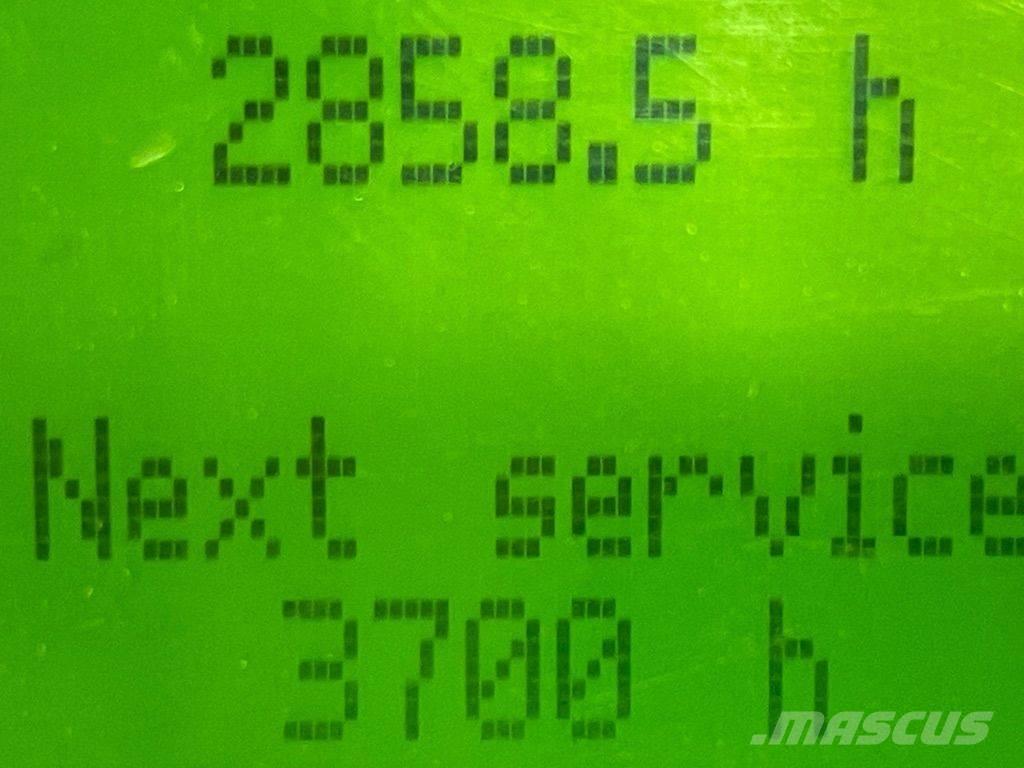 2858.5 h
Next service
3700 h
.mascus